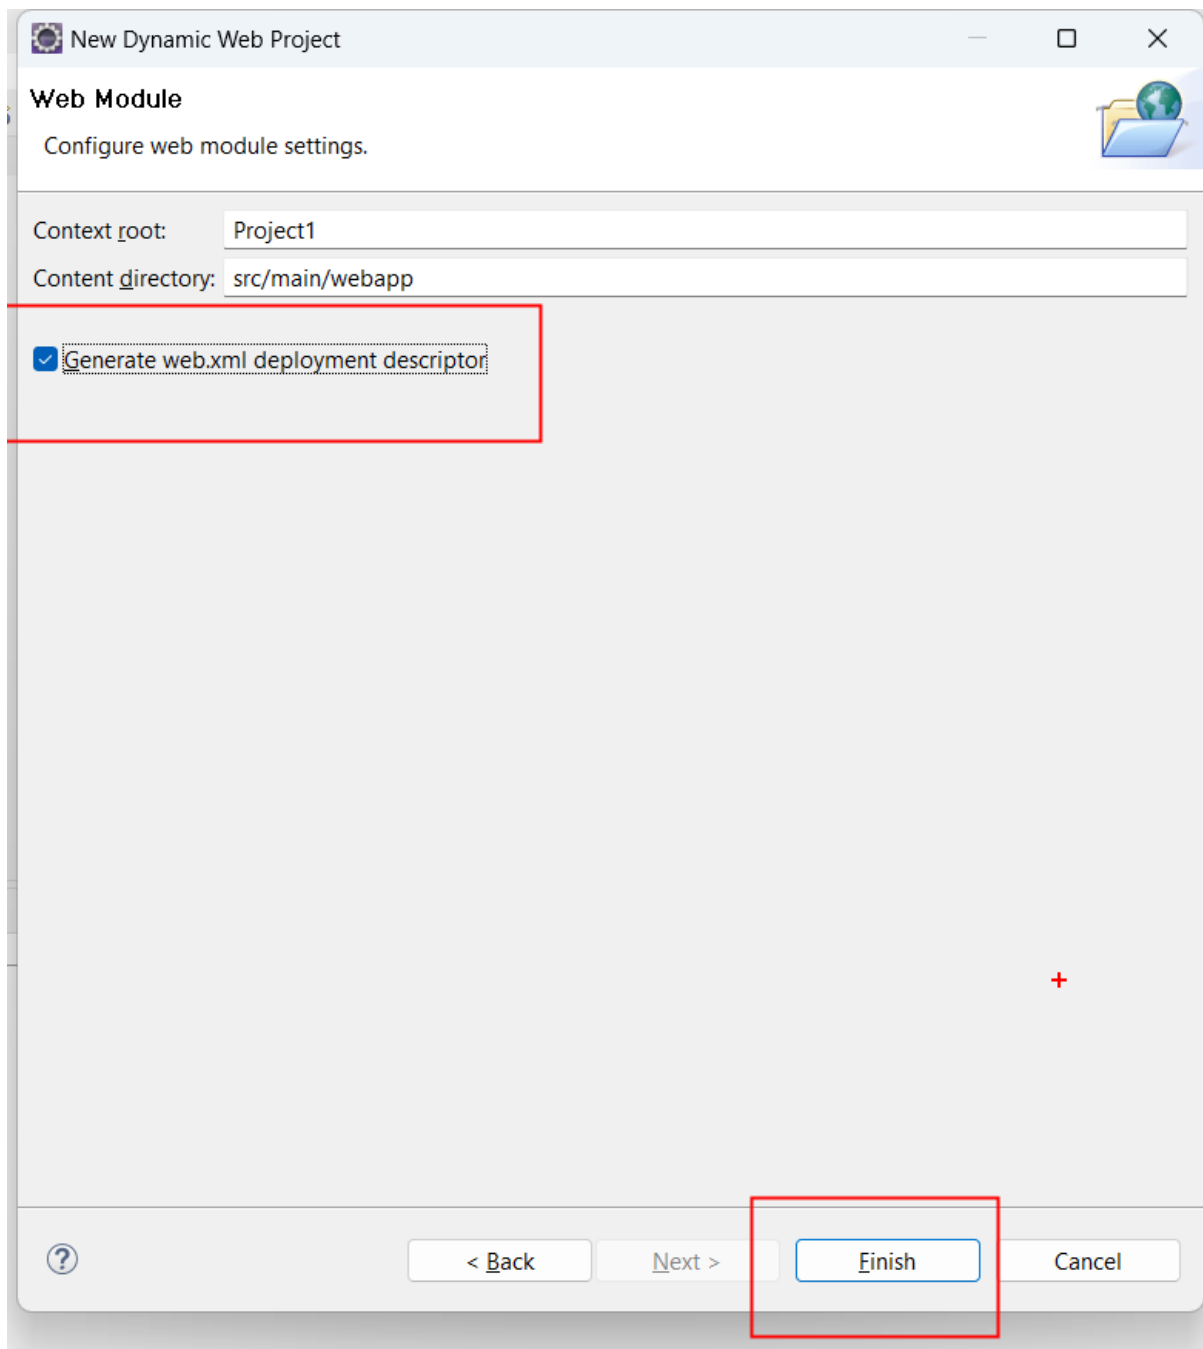 New Dynamic Web Project
Web Module
Configure web module settings.
Context root: Project1
Content directory: src/main/webapp
Generate web.xml deployment descriptor
? < Back Next > Finish Cancel